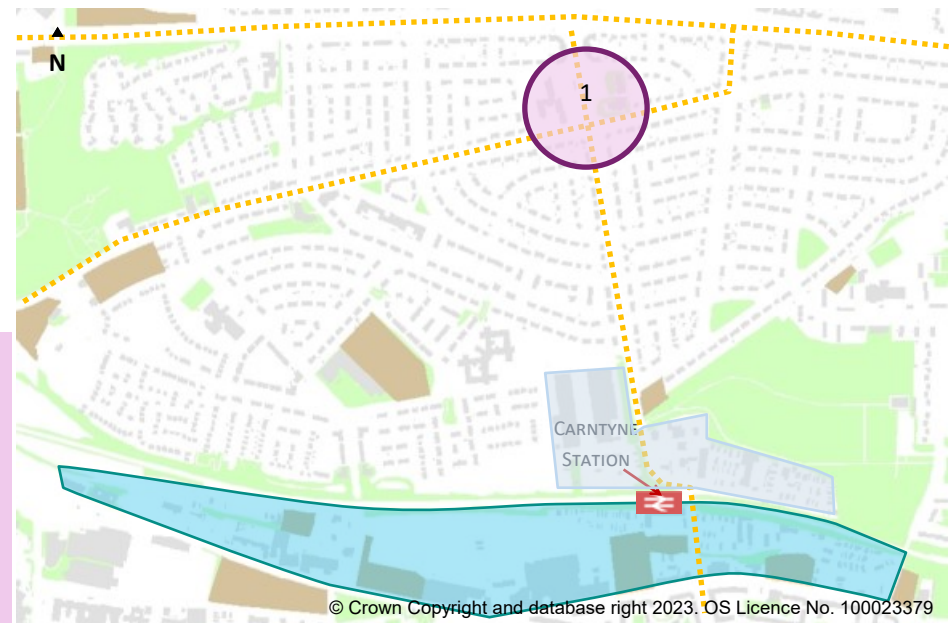 N
1
CARNTYNE
STATION
© Crown Copyright and database right 2023. OS Licence No. 100023379